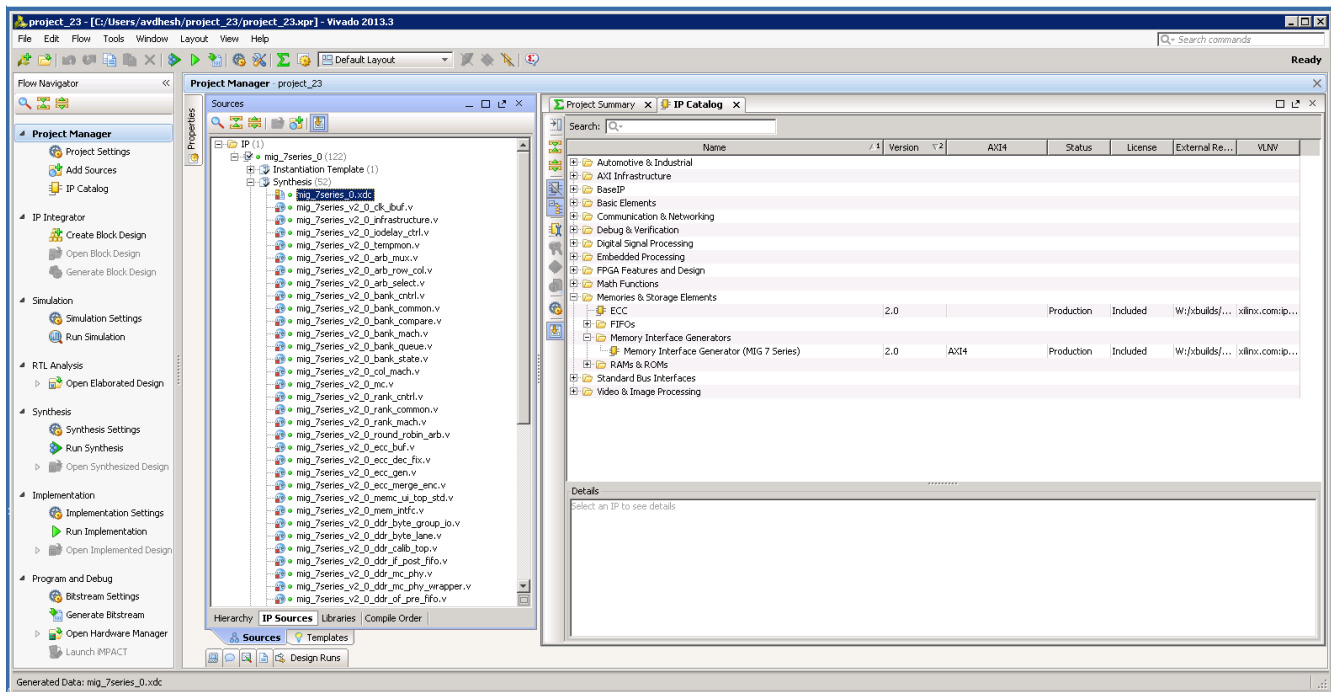 project_23 - [C:/Users/avdhesh/project_23/project_23.xpr] - Vivado 2013.3
File Edit Flow Tools Window Layout View Help
Search commands
Default Layout
Ready
Flow Navigator
Project Manager
Project Settings
Add Sources
IP Catalog
IP Integrator
Create Block Design
Open Block Design
Generate Block Design
Simulation
Simulation Settings
Run Simulation
RTL Analysis
Open Elaborated Design
Synthesis
Synthesis Settings
Run Synthesis
Open Synthesized Design
Implementation
Implementation Settings
Run Implementation
Open Implemented Design
Program and Debug
Bitstream Settings
Generate Bitstream
Open Hardware Manager
Launch iMPACT
Project Manager - project_23
Properties
Sources
IP (1)
mig_7series_0 (122)
Instantiation Template (1)
Synthesis (52)
mig_7series_0.xdc
mig_7series_v2_0_clk_ibuf.v
mig_7series_v2_0_infrastructure.v
mig_7series_v2_0_iodelay_ctrl.v
mig_7series_v2_0_tempmon.v
mig_7series_v2_0_arb_mux.v
mig_7series_v2_0_arb_row_col.v
mig_7series_v2_0_arb_select.v
mig_7series_v2_0_bank_cntrl.v
mig_7series_v2_0_bank_common.v
mig_7series_v2_0_bank_compare.v
mig_7series_v2_0_bank_mach.v
mig_7series_v2_0_bank_queue.v
mig_7series_v2_0_bank_state.v
mig_7series_v2_0_col_mach.v
mig_7series_v2_0_mc.v
mig_7series_v2_0_rank_cntrl.v
mig_7series_v2_0_rank_common.v
mig_7series_v2_0_rank_mach.v
mig_7series_v2_0_round_robin_arb.v
mig_7series_v2_0_ecc_buf.v
mig_7series_v2_0_ecc_dec_fix.v
mig_7series_v2_0_ecc_gen.v
mig_7series_v2_0_ecc_merge_enc.v
mig_7series_v2_0_memc_ui_top_std.v
mig_7series_v2_0_mem_intfc.v
mig_7series_v2_0_ddr_byte_group_io.v
mig_7series_v2_0_ddr_byte_lane.v
mig_7series_v2_0_ddr_calib_top.v
mig_7series_v2_0_ddr_if_post_fifo.v
mig_7series_v2_0_ddr_mc_phy.v
mig_7series_v2_0_ddr_mc_phy_wrapper.v
mig_7series_v2_0_ddr_of_pre_fifo.v
Hierarchy IP Sources Libraries Compile Order
Sources Templates
Design Runs
Project Summary IP Catalog
Search:
Name 1 Version 2 AXI4 Status License External Re... VLNV
Automotive & Industrial
AXI Infrastructure
BaseIP
Basic Elements
Communication & Networking
Debug & Verification
Digital Signal Processing
Embedded Processing
FPGA Features and Design
Math Functions
Memories & Storage Elements
ECC 2.0 Production Included W:/xbuilds/... xilinx.com:ip...
FIFOs
Memory Interface Generators
Memory Interface Generator (MIG 7 Series) 2.0 AXI4 Production Included W:/xbuilds/... xilinx.com:ip...
RAMs & ROMs
Standard Bus Interfaces
Video & Image Processing
Details
Select an IP to see details
Generated Data: mig_7series_0.xdc